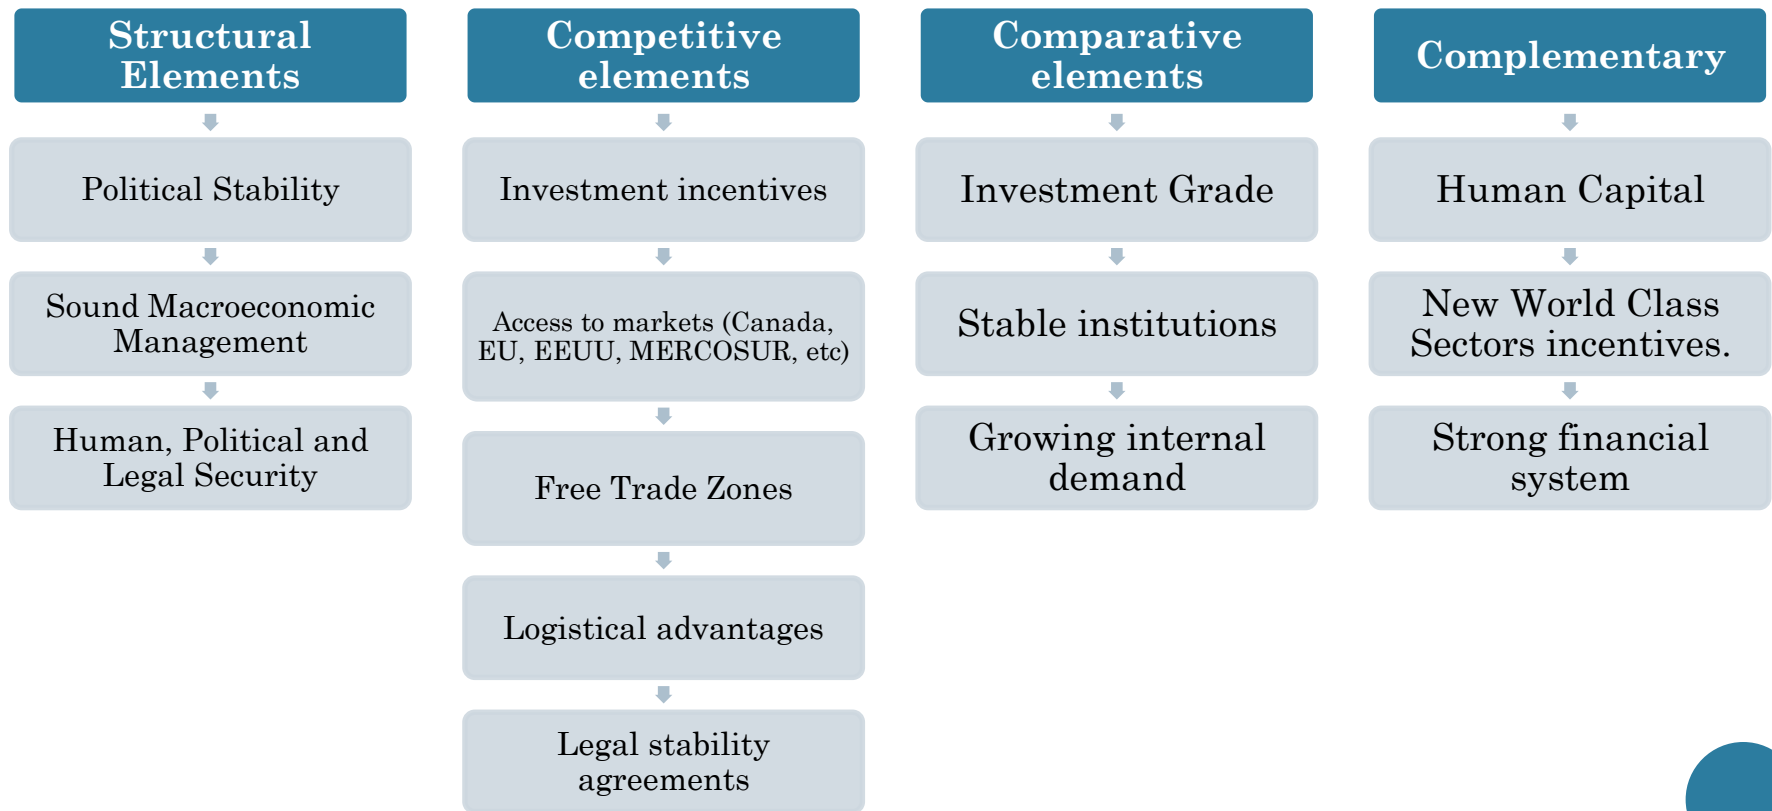 Structural
Elements
Political Stability
Sound Macroeconomic
Management
Human, Political and
Legal Security
Competitive
elements
Investment incentives
Access to markets (Canada,
EU, EEUU, MERCOSUR, etc)
Free Trade Zones
Logistical advantages
Legal stability
agreements
Comparative
elements
Investment Grade
Stable institutions
Growing internal
demand
Complementary
Human Capital
New World Class
Sectors incentives.
Strong financial
system